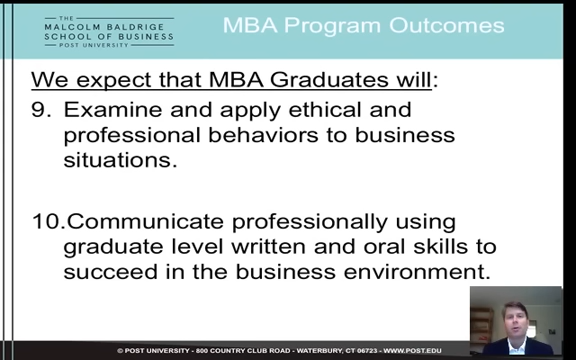 THE
MALCOLM BALDRIGE
SCHOOL OF BUSINESS
POST UNIVERSITY
MBA Program Outcomes
We expect that MBA Graduates will:
9. Examine and apply ethical and
professional behaviors to business
situations.
10.Communicate professionally using
graduate level written and oral skills to
succeed in the business environment.
© POST UNIVERSITY - 800 COUNTRY CLUB ROAD - WATERBURY, CT 06723 - WWW.POST.EDU